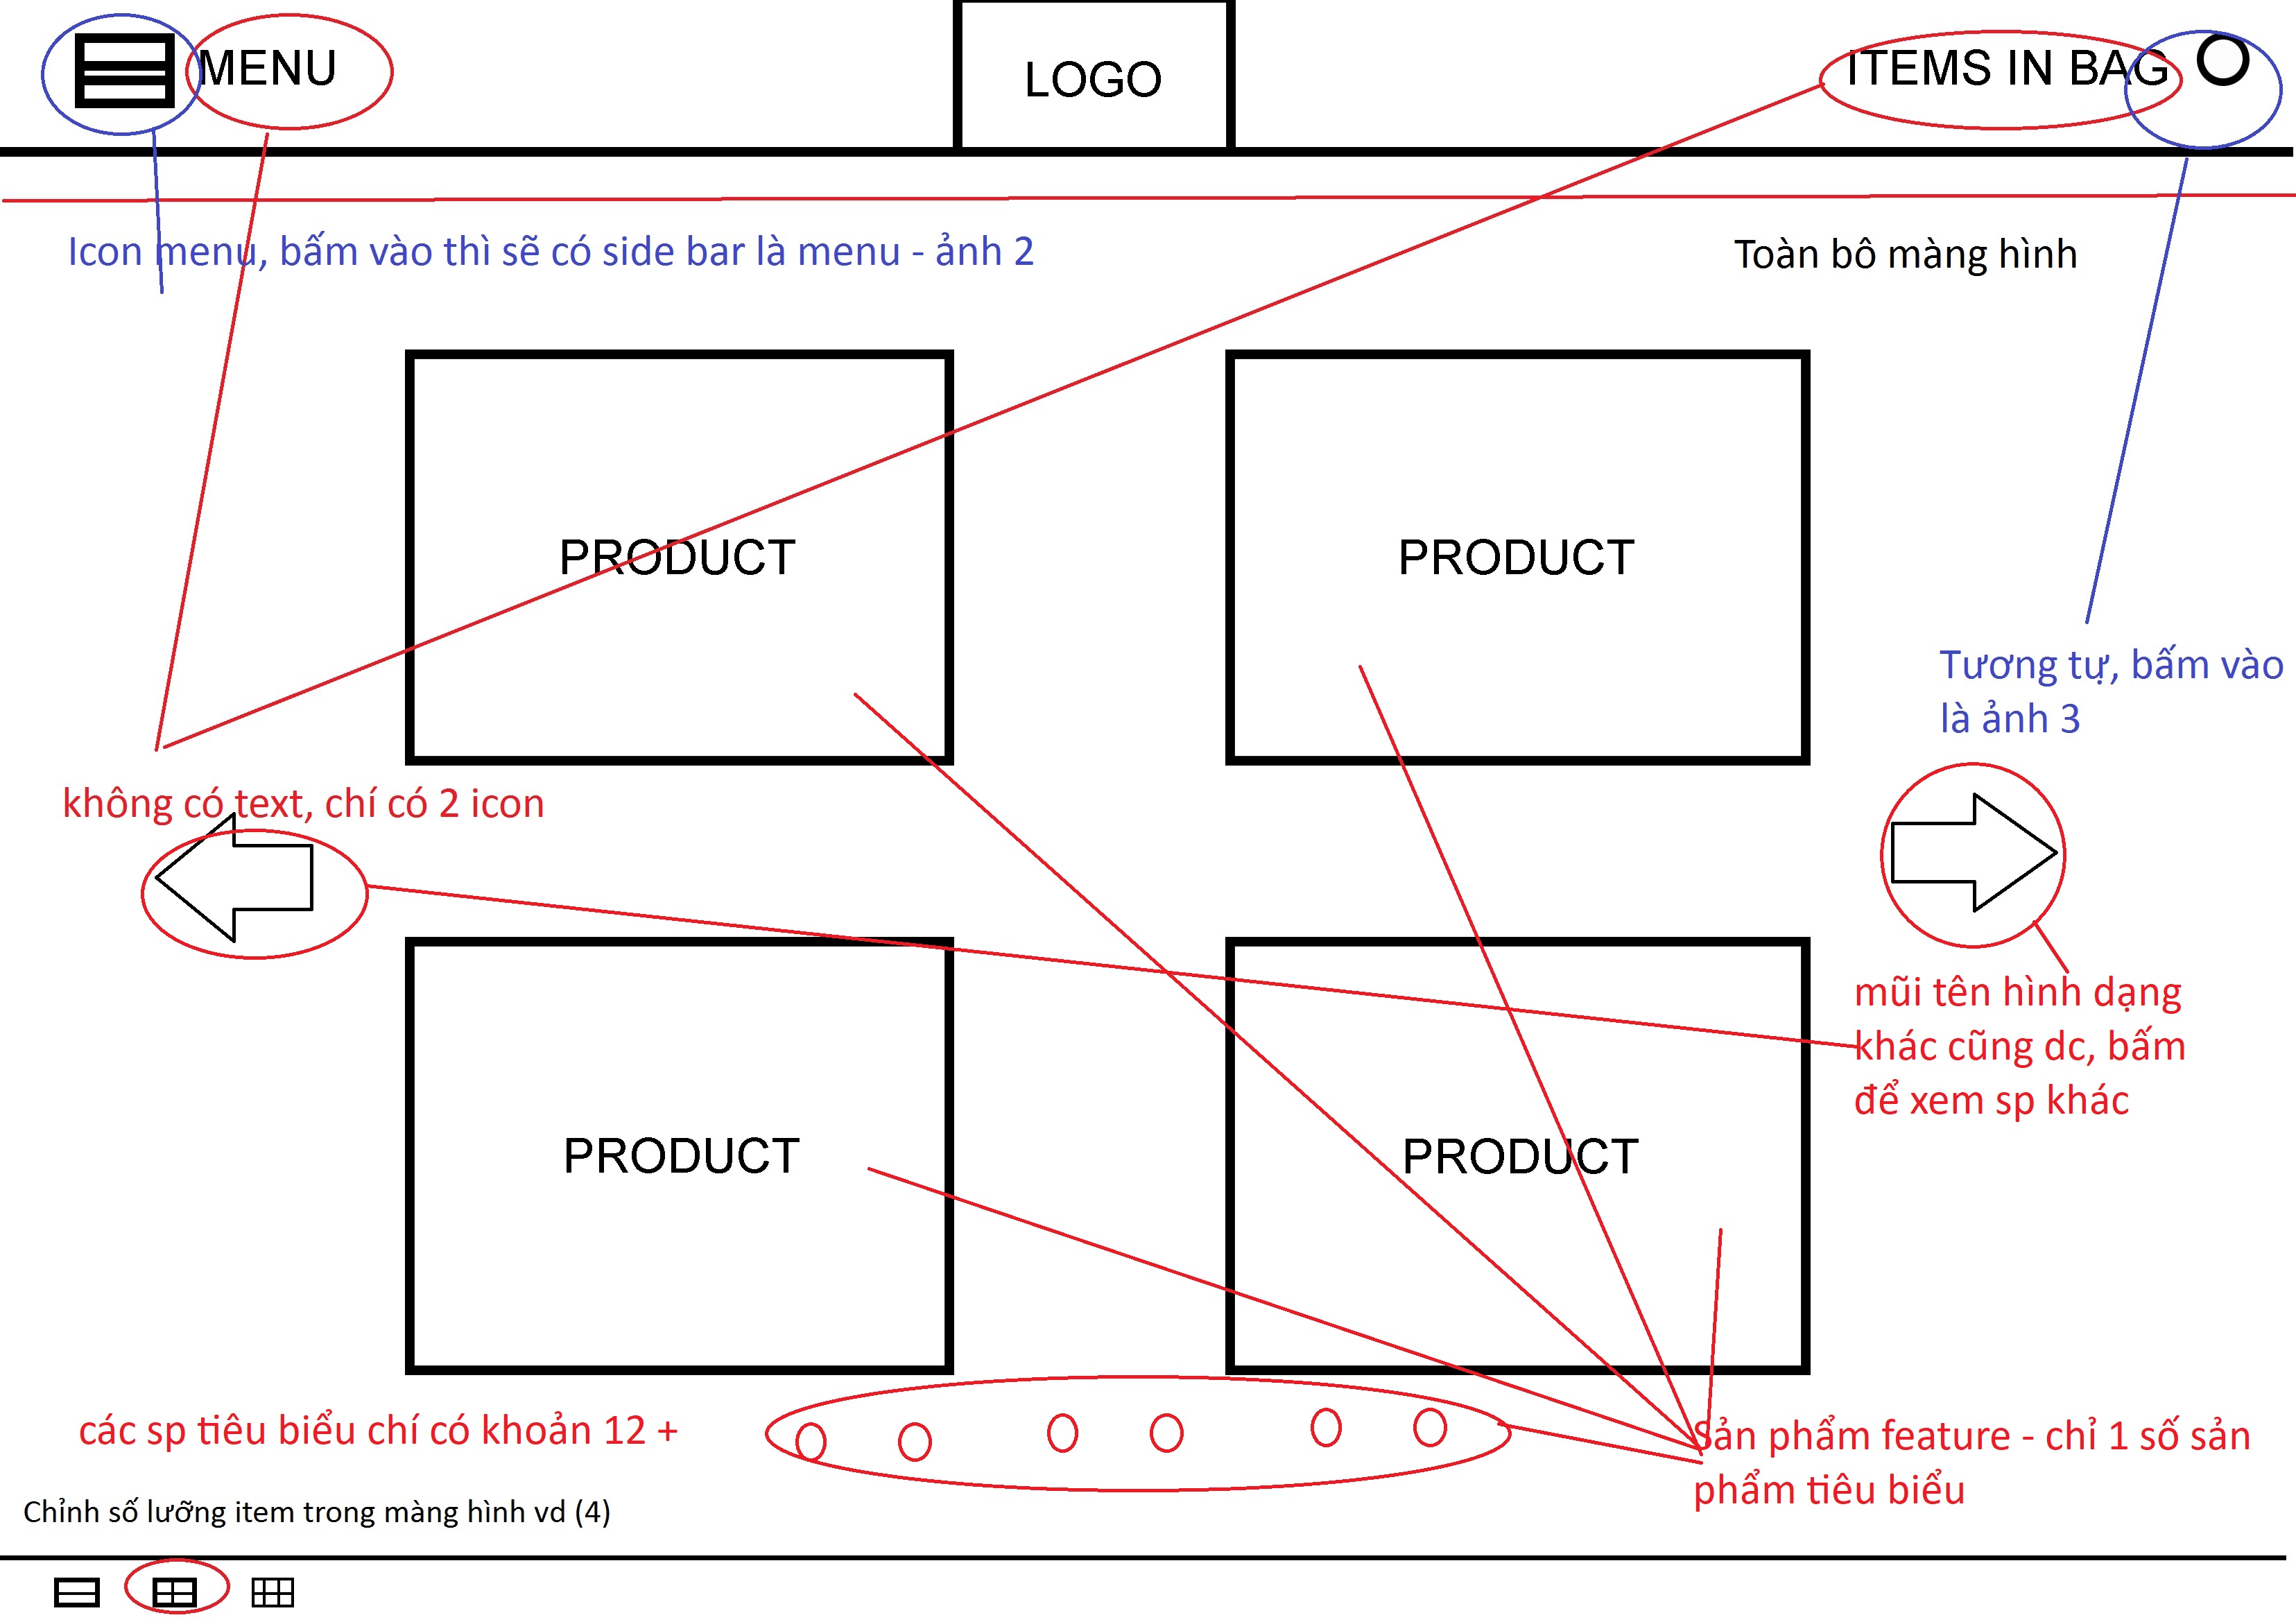 MENU
LOGO
ITEMS IN BAG
Icon menu, bấm vào thì sẽ có side bar là menu - ảnh 2
Toàn bô màng hình
PRODUCT
PRODUCT
Tương tự, bấm vào
là ảnh 3
không có text, chí có 2 icon
mũi tên hình dạng
khác cũng dc, bấm
để xem sp khác
PRODUCT
PRODUCT
các sp tiêu biểu chí có khoản 12 +
Sản phẩm feature - chỉ 1 số sản
phẩm tiêu biểu
Chỉnh số lưỡng item trong màng hình vd (4)